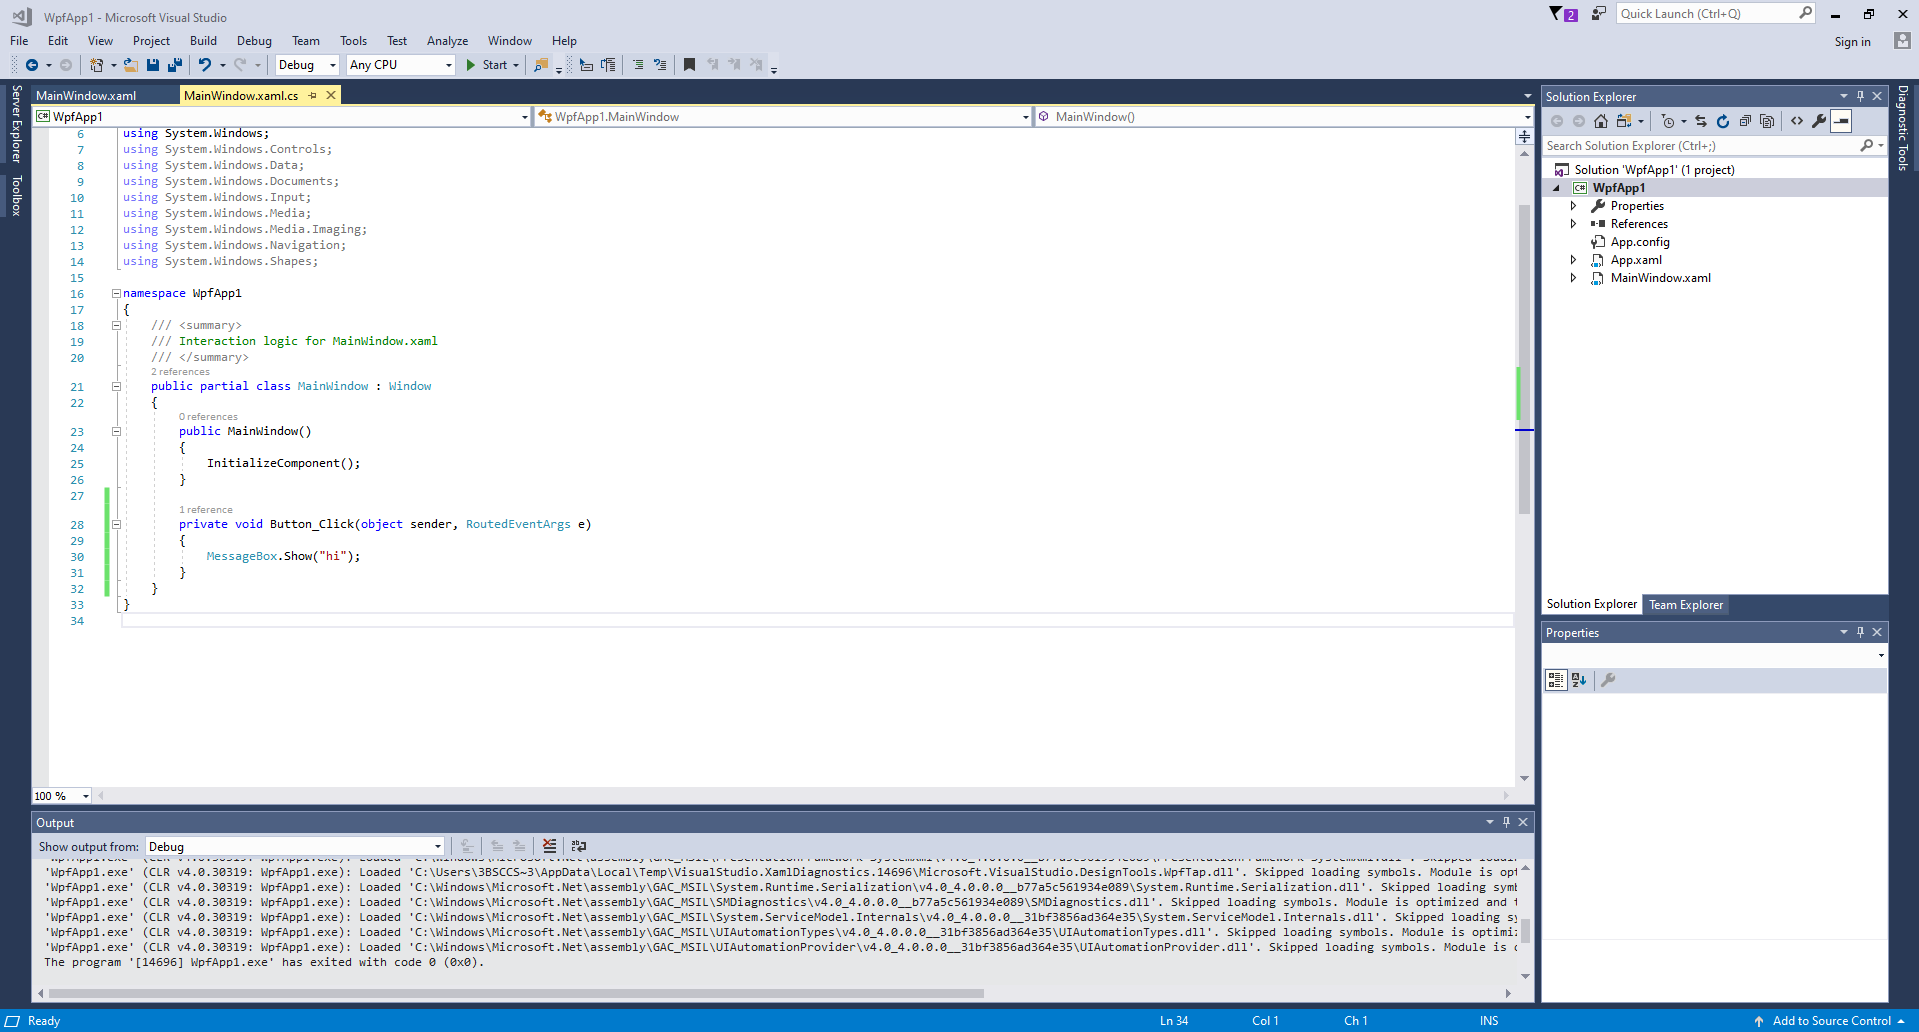 WpfApp1 - Microsoft Visual Studio
2
Quick Launch (Ctrl+Q)
File Edit View Project Build Debug Team Tools Test Analyze Window Help
Sign in
Debug Any CPU Start
Server Explorer
Toolbox
MainWindow.xaml MainWindow.xaml.cs
C# WpfApp1 WpfApp1.MainWindow MainWindow()
6 using System.Windows;
7 using System.Windows.Controls;
8 using System.Windows.Data;
9 using System.Windows.Documents;
10 using System.Windows.Input;
11 using System.Windows.Media;
12 using System.Windows.Media.Imaging;
13 using System.Windows.Navigation;
14 using System.Windows.Shapes;
15
16 namespace WpfApp1
17 {
18 /// <summary>
19 /// Interaction logic for MainWindow.xaml
20 /// </summary>
2 references
21 public partial class MainWindow : Window
22 {
0 references
23 public MainWindow()
24 {
25 InitializeComponent();
26 }
27
1 reference
28 private void Button_Click(object sender, RoutedEventArgs e)
29 {
30 MessageBox.Show("hi");
31 }
32 }
33 }
34
100 %
Output
Show output from: Debug
'WpfApp1.exe' (CLR v4.0.30319: WpfApp1.exe): Loaded
'WpfApp1.exe' (CLR v4.0.30319: WpfApp1.exe): Loaded 'C:\Users\3BSCCS~3\AppData\Local\Temp\VisualStudio.XamlDiagnostics.14696\Microsoft.VisualStudio.DesignTools.WpfTap.dll'. Skipped loading symbols. Module is opt
'WpfApp1.exe' (CLR v4.0.30319: WpfApp1.exe): Loaded 'C:\Windows\Microsoft.Net\assembly\GAC_MSIL\System.Runtime.Serialization\v4.0_4.0.0.0__b77a5c561934e089\System.Runtime.Serialization.dll'. Skipped loading symb
'WpfApp1.exe' (CLR v4.0.30319: WpfApp1.exe): Loaded 'C:\Windows\Microsoft.Net\assembly\GAC_MSIL\SMDiagnostics\v4.0_4.0.0.0__b77a5c561934e089\SMDiagnostics.dll'. Skipped loading symbols. Module is optimized and t
'WpfApp1.exe' (CLR v4.0.30319: WpfApp1.exe): Loaded 'C:\Windows\Microsoft.Net\assembly\GAC_MSIL\System.ServiceModel.Internals\v4.0_4.0.0.0__31bf3856ad364e35\System.ServiceModel.Internals.dll'. Skipped loading sy
'WpfApp1.exe' (CLR v4.0.30319: WpfApp1.exe): Loaded 'C:\Windows\Microsoft.Net\assembly\GAC_MSIL\UIAutomationTypes\v4.0_4.0.0.0__31bf3856ad364e35\UIAutomationTypes.dll'. Skipped loading symbols. Module is optimiz
'WpfApp1.exe' (CLR v4.0.30319: WpfApp1.exe): Loaded 'C:\Windows\Microsoft.Net\assembly\GAC_MSIL\UIAutomationProvider\v4.0_4.0.0.0__31bf3856ad364e35\UIAutomationProvider.dll'. Skipped loading symbols. Module is o
The program '[14696] WpfApp1.exe' has exited with code 0 (0x0).
Solution Explorer
Search Solution Explorer (Ctrl+;)
Solution 'WpfApp1' (1 project)
C# WpfApp1
Properties
References
App.config
App.xaml
MainWindow.xaml
Solution Explorer Team Explorer
Properties
Diagnostic Tools
Ready Ln 34 Col 1 Ch 1 INS Add to Source Control